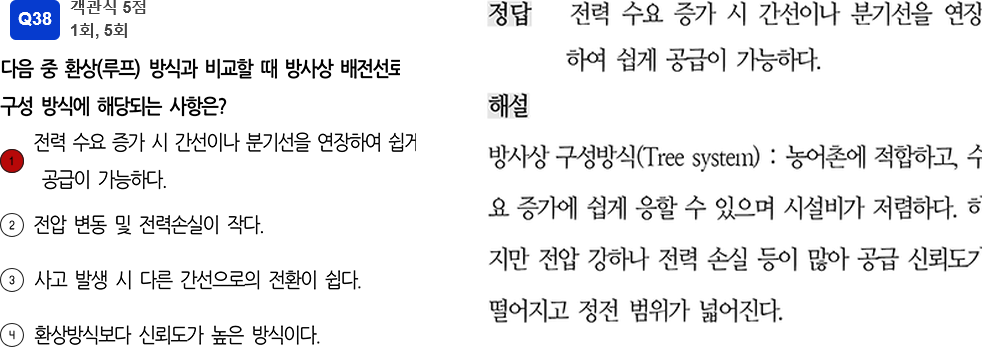 Q38
객관식 5점
1회, 5회
다음 중 환상(루프) 방식과 비교할 때 방사상 배전선로
구성 방식에 해당되는 사항은?
1 전력 수요 증가 시 간선이나 분기선을 연장하여 쉽게
공급이 가능하다.
② 전압 변동 및 전력손실이 작다.
③ 사고 발생 시 다른 간선으로의 전환이 쉽다.
④ 환상방식보다 신뢰도가 높은 방식이다.
정답 전력 수요 증가 시 간선이나 분기선을 연장
하여 쉽게 공급이 가능하다.
해설
방사상 구성방식(Tree system) : 농어촌에 적합하고, 수
요 증가에 쉽게 응할 수 있으며 시설비가 저렴하다. 하
지만 전압 강하나 전력 손실 등이 많아 공급 신뢰도가
떨어지고 정전 범위가 넓어진다.